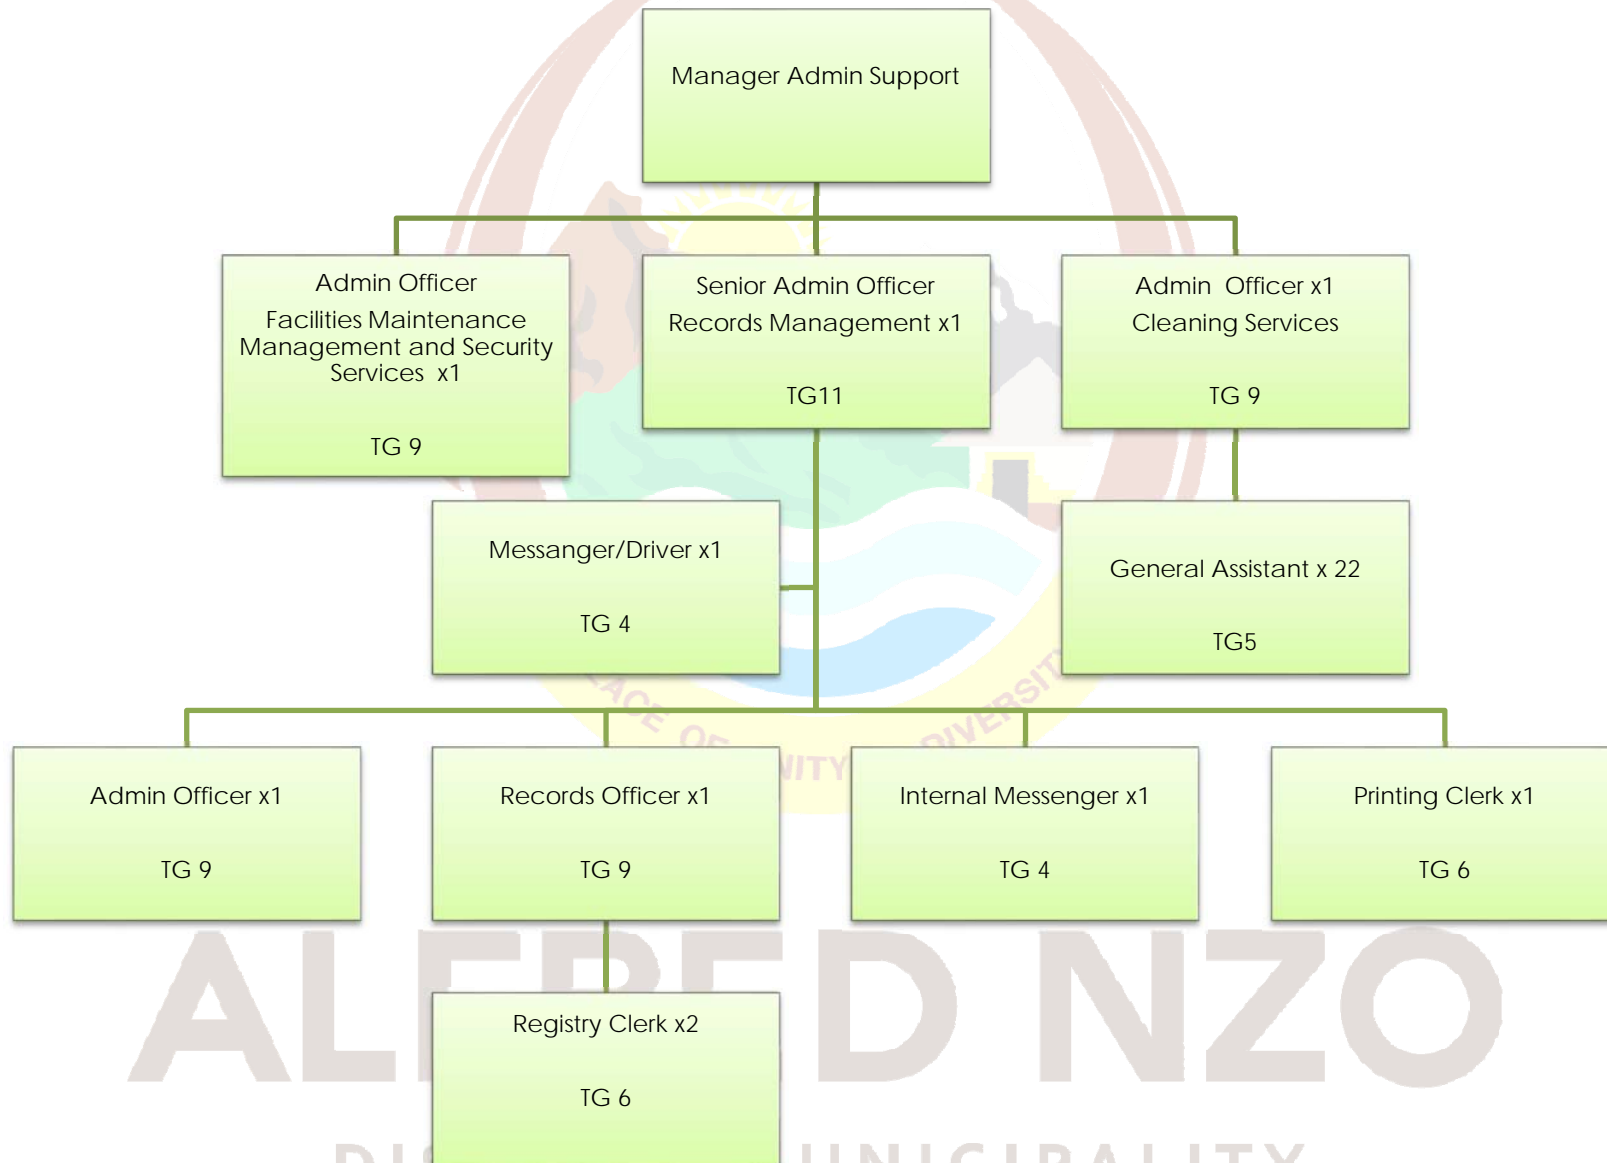 Manager Admin Support
Admin Officer
Facilities Maintenance
Management and Security
Services x1
TG 9
Senior Admin Officer
Records Management x1
TG11
Admin Officer x1
Cleaning Services
TG 9
Messanger/Driver x1
TG 4
General Assistant x 22
TG5
Admin Officer x1
TG 9
Records Officer x1
TG 9
Internal Messenger x1
TG 4
Printing Clerk x1
TG 6
Registry Clerk x2
TG 6
ALFRED NZO